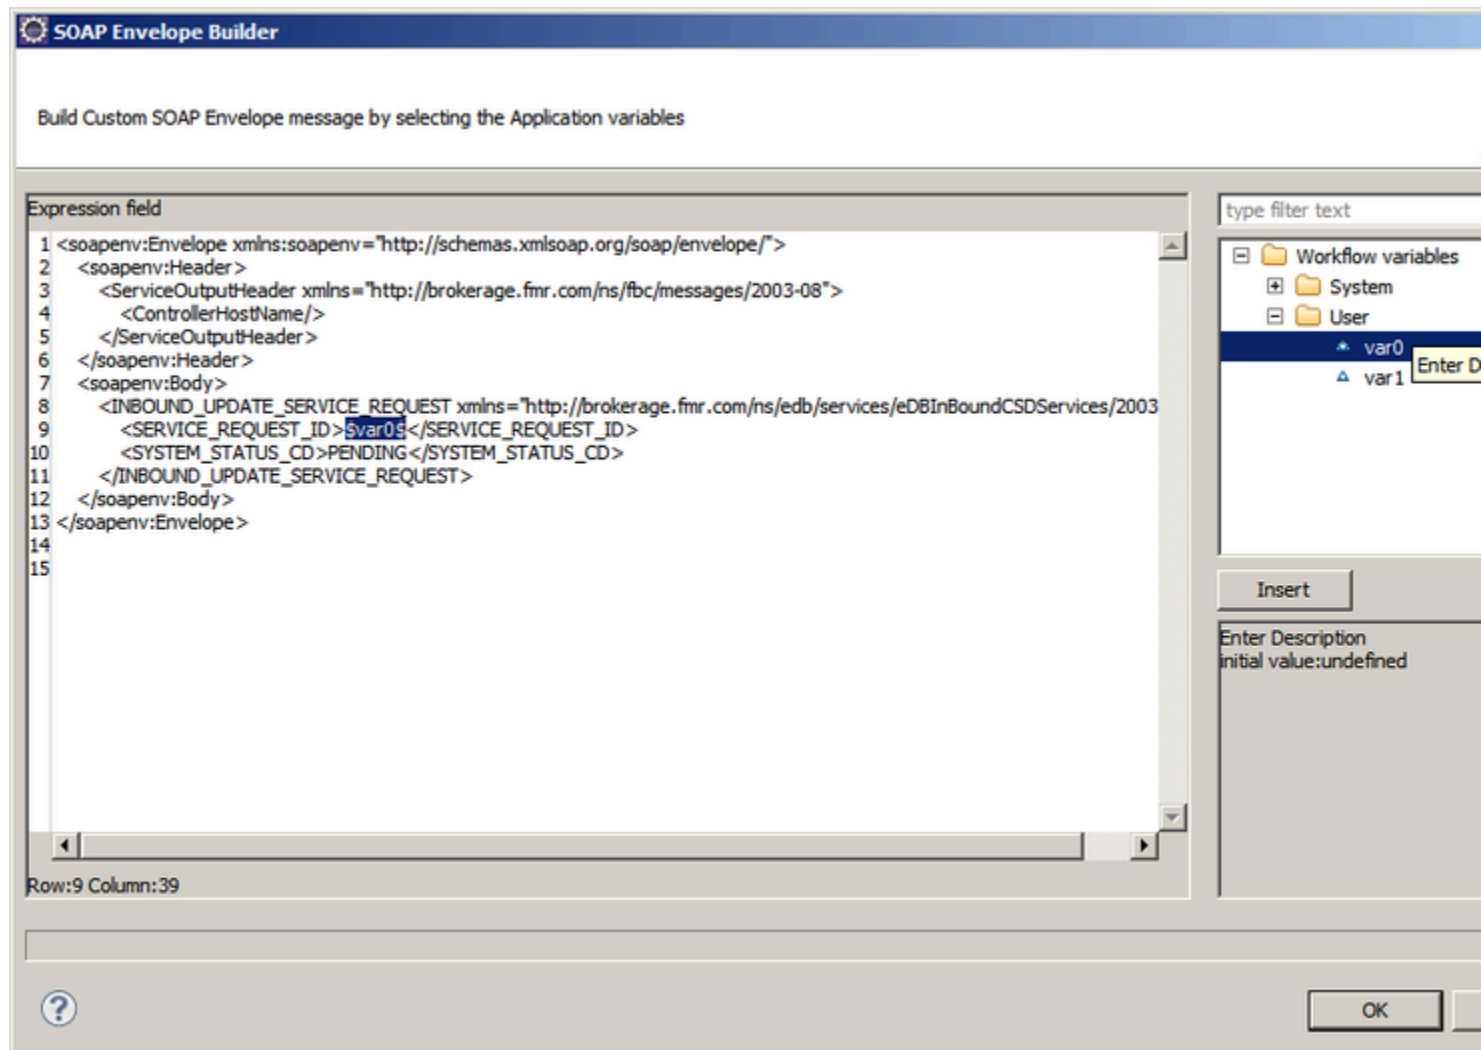 SOAP Envelope Builder
Build Custom SOAP Envelope message by selecting the Application variables
Expression field
1 <soapenv:Envelope xmlns:soapenv="http://schemas.xmlsoap.org/soap/envelope/">
2 <soapenv:Header>
3 <ServiceOutputHeader xmlns="http://brokerage.fmr.com/ns/fbc/messages/2003-08">
4 <ControllerHostName/>
5 </ServiceOutputHeader>
6 </soapenv:Header>
7 <soapenv:Body>
8 <INBOUND_UPDATE_SERVICE_REQUEST xmlns="http://brokerage.fmr.com/ns/edb/services/eDBInBoundCSDServices/2003
9 <SERVICE_REQUEST_ID>$var0$</SERVICE_REQUEST_ID>
10 <SYSTEM_STATUS_CD>PENDING</SYSTEM_STATUS_CD>
11 </INBOUND_UPDATE_SERVICE_REQUEST>
12 </soapenv:Body>
13 </soapenv:Envelope>
14
15
Row:9 Column:39
type filter text
Workflow variables
System
User
var0
Enter D
var1
Insert
Enter Description
initial value:undefined
?
OK